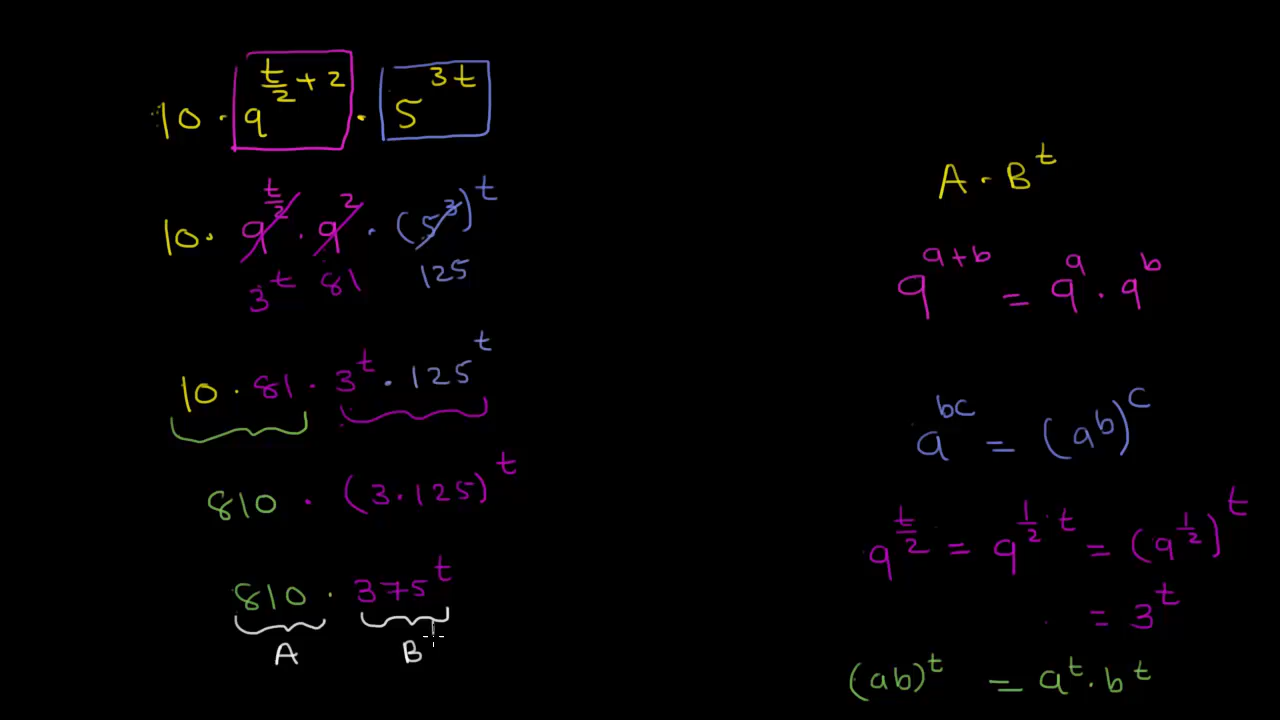 10 · 9^(t/2 + 2) · 5^(3t)
10 · 9^(t/2) · 9^2 · (5^3)^t
3^t 81 125
10 · 81 · 3^t · 125^t
810 · (3 · 125)^t
810 · 375^t
A B
A · B^t
9^(a+b) = 9^a · 9^b
a^(bc) = (a^b)^c
9^(t/2) = 9^(1/2 · t) = (9^(1/2))^t
= 3^t
(ab)^t = a^t · b^t